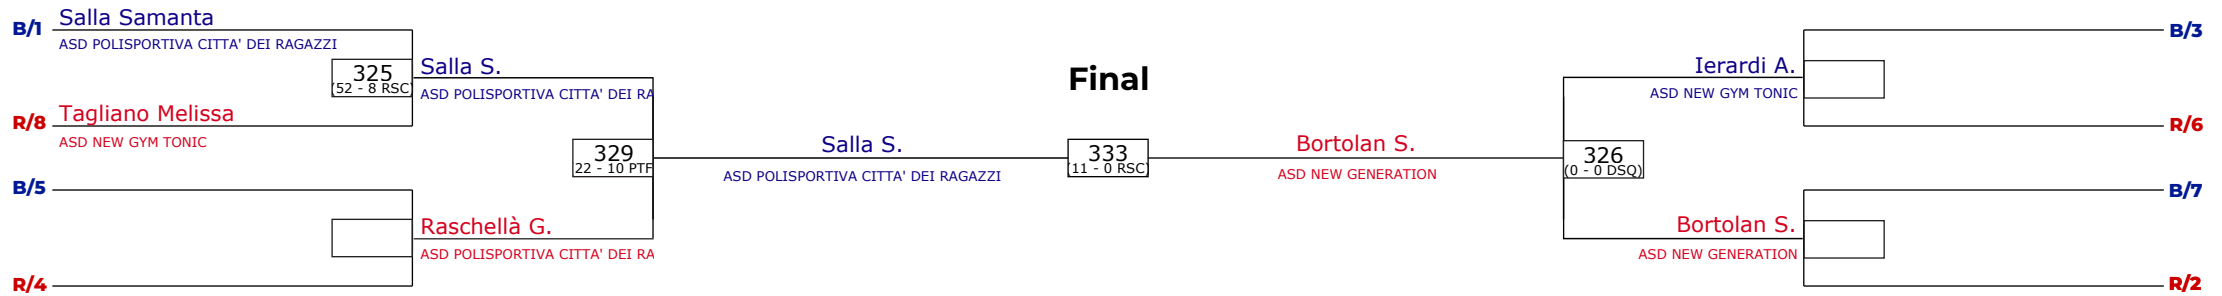 B/1 Salla Samanta
ASD POLISPORTIVA CITTA' DEI RAGAZZI
325
(52 - 8 RSC)
R/8 Tagliano Melissa
ASD NEW GYM TONIC
Salla S.
ASD POLISPORTIVA CITTA' DEI RA
329
22 - 10 PTF
B/5
Raschellà G.
ASD POLISPORTIVA CITTA' DEI RA
R/4
Final
Salla S.
ASD POLISPORTIVA CITTA' DEI RAGAZZI
333
(11 - 0 RSC)
Bortolan S.
ASD NEW GENERATION
B/3
Ierardi A.
ASD NEW GYM TONIC
R/6
326
(0 - 0 DSQ)
B/7
Bortolan S.
ASD NEW GENERATION
R/2